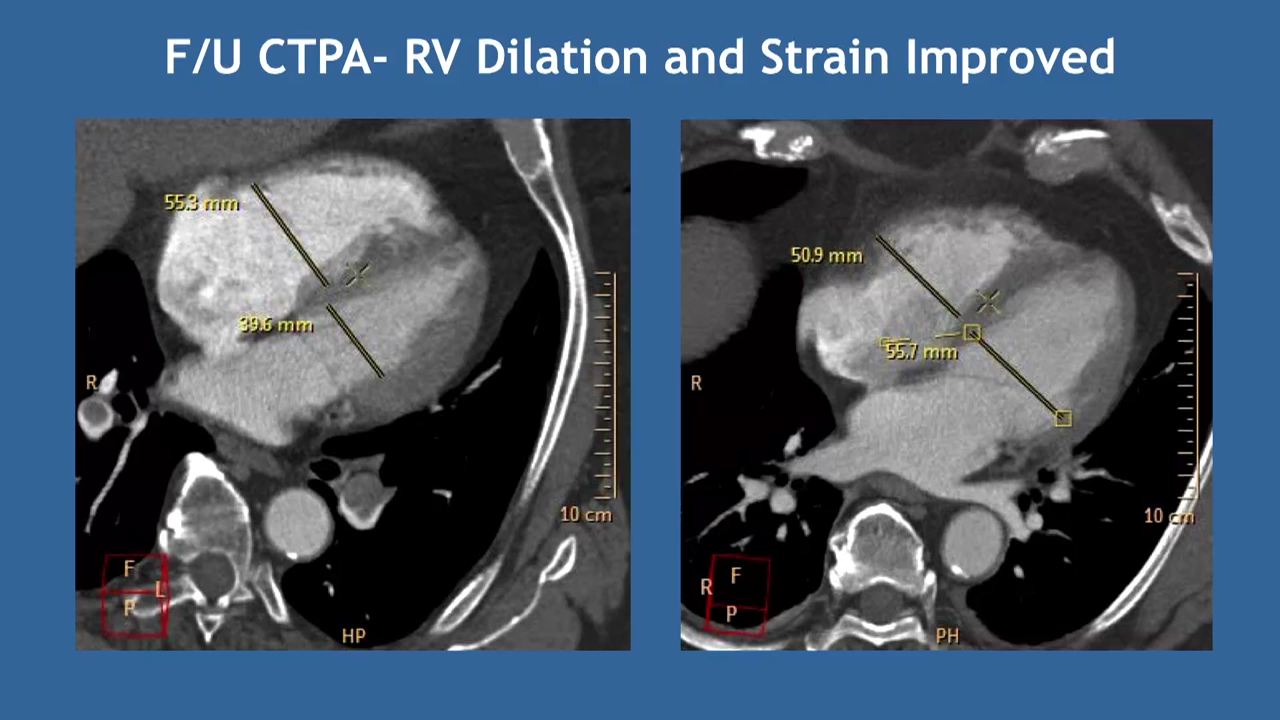 F/U CTPA- RV Dilation and Strain Improved
55.3 mm
39.6 mm
R
10 cm
F
L
P
HP
50.9 mm
55.7 mm
R
10 cm
R
F
P
PH